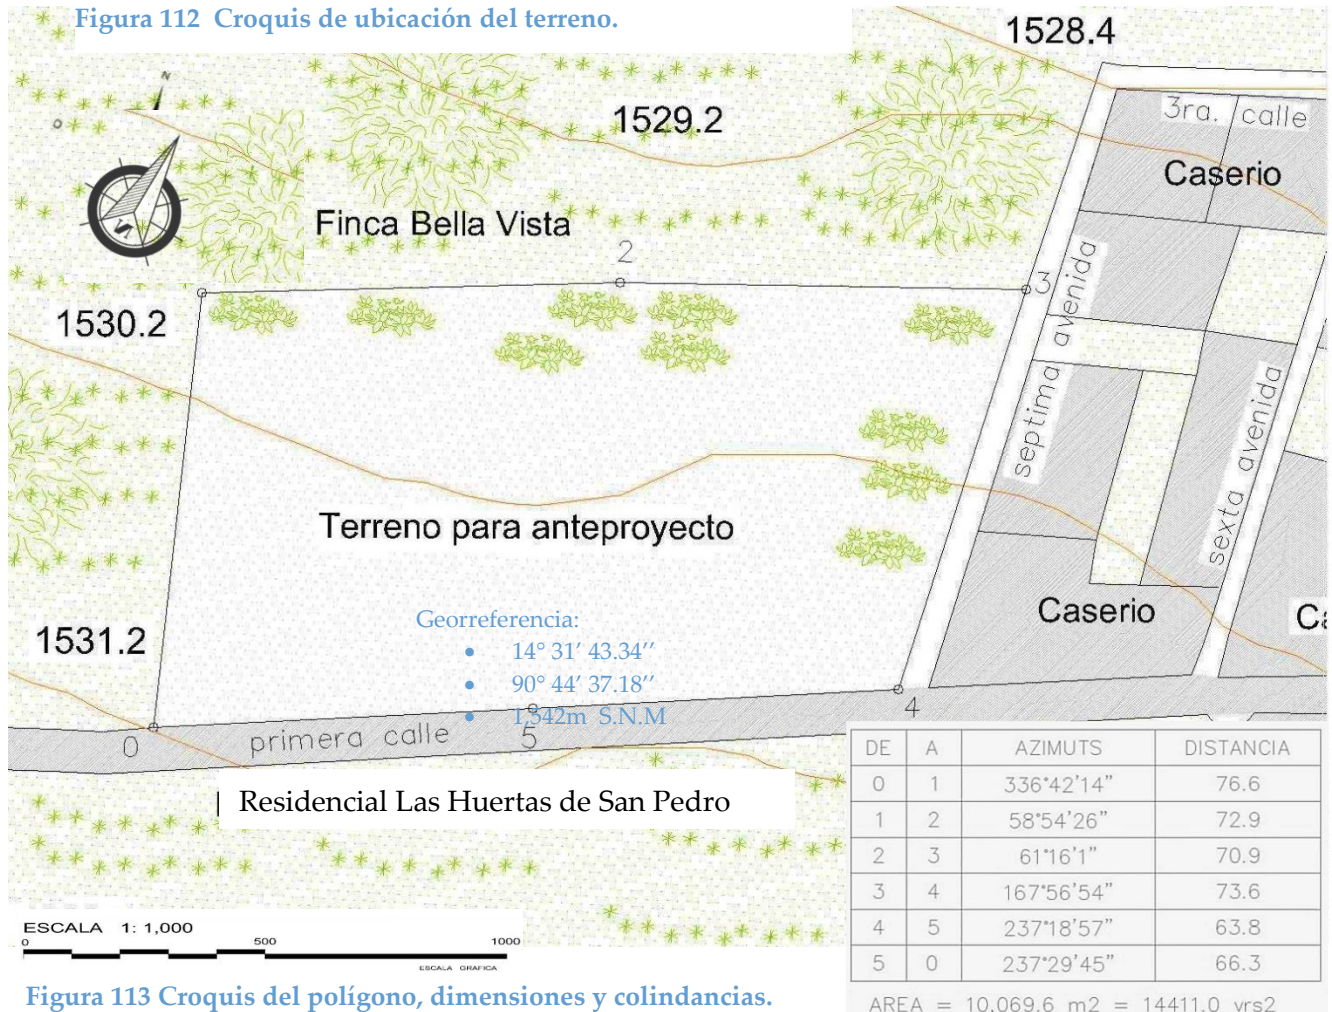 Figura 112 Croquis de ubicación del terreno.
1528.4
N
3ra. calle
1529.2
Caserio
Finca Bella Vista
2
3
septima avenida
1530.2
sexta avenida
Terreno para anteproyecto
Georreferencia:
• 14° 31’ 43.34’’
• 90° 44’ 37.18’’
• 1,542m S.N.M
Caserio
1531.2
4
0
primera calle
5
Residencial Las Huertas de San Pedro
DE A AZIMUTS DISTANCIA
0 1 336°42'14" 76.6
1 2 58°54'26" 72.9
2 3 61°16'1" 70.9
3 4 167°56'54" 73.6
4 5 237°18'57" 63.8
5 0 237°29'45" 66.3
AREA = 10,069.6 m2 = 14411.0 vrs2
ESCALA 1: 1,000
0 500 1000
ESCALA GRAFICA
Figura 113 Croquis del polígono, dimensiones y colindancias.